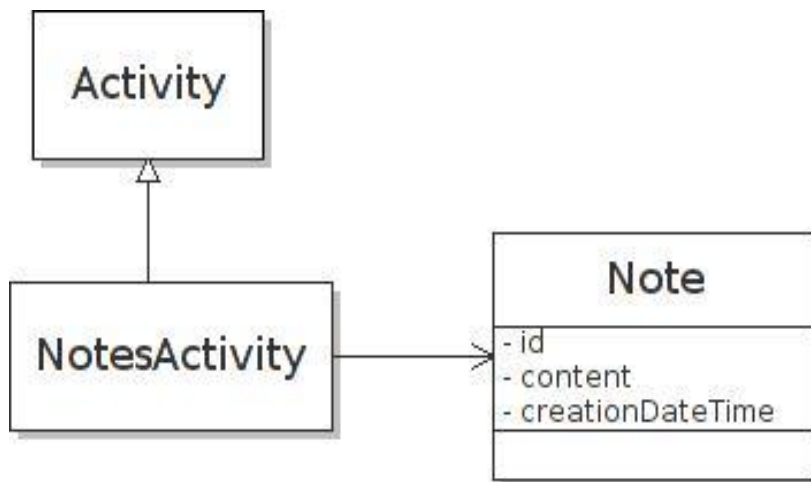 Activity
NotesActivity
Note
- id
- content
- creationDateTime